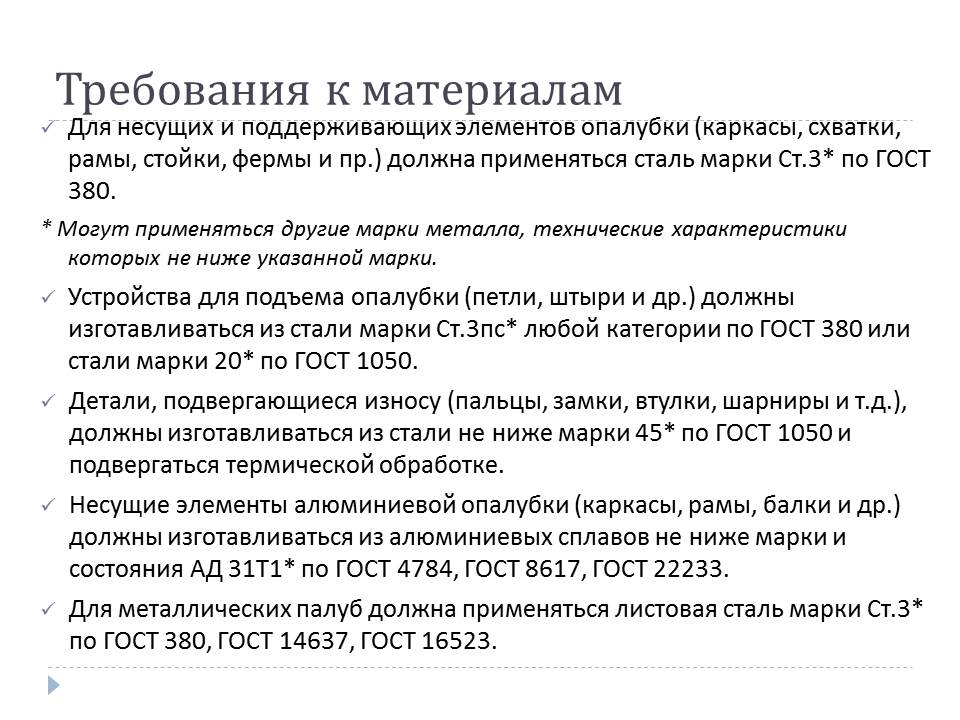 Требования к материалам
Для несущих и поддерживающих элементов опалубки (каркасы, схватки,
рамы, стойки, фермы и пр.) должна применяться сталь марки Ст.3* по ГОСТ
380.
* Могут применяться другие марки металла, технические характеристики
которых не ниже указанной марки.
Устройства для подъема опалубки (петли, штыри и др.) должны
изготавливаться из стали марки Ст.3пс* любой категории по ГОСТ 380 или
стали марки 20* по ГОСТ 1050.
Детали, подвергающиеся износу (пальцы, замки, втулки, шарниры и т.д.),
должны изготавливаться из стали не ниже марки 45* по ГОСТ 1050 и
подвергаться термической обработке.
Несущие элементы алюминиевой опалубки (каркасы, рамы, балки и др.)
должны изготавливаться из алюминиевых сплавов не ниже марки и
состояния АД 31Т1* по ГОСТ 4784, ГОСТ 8617, ГОСТ 22233.
Для металлических палуб должна применяться листовая сталь марки Ст.3*
по ГОСТ 380, ГОСТ 14637, ГОСТ 16523.